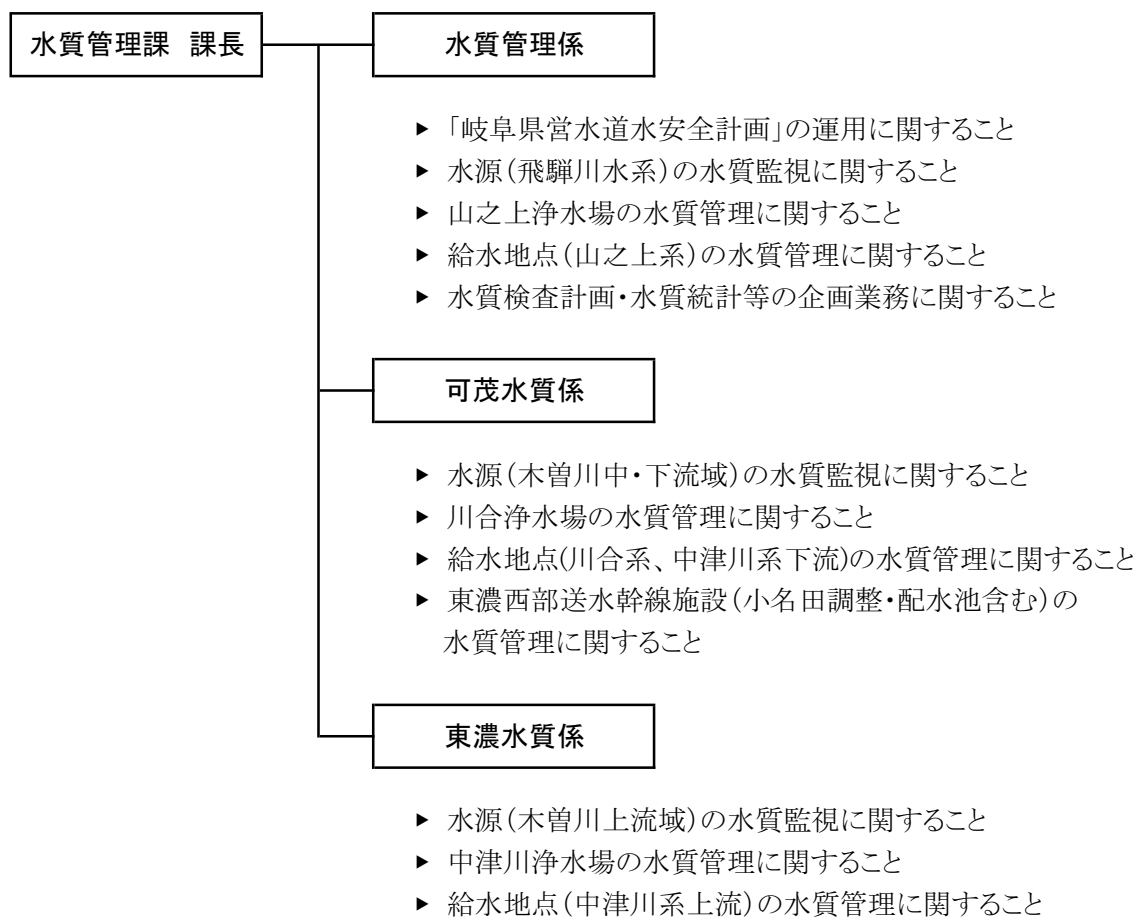 水質管理課　課長
水質管理係
▶ 「岐阜県営水道水安全計画」の運用に関すること
▶ 水源(飛騨川水系)の水質監視に関すること
▶ 山之上浄水場の水質管理に関すること
▶ 給水地点(山之上系)の水質管理に関すること
▶ 水質検査計画・水質統計等の企画業務に関すること
可茂水質係
▶ 水源(木曽川中・下流域)の水質監視に関すること
▶ 川合浄水場の水質管理に関すること
▶ 給水地点(川合系、中津川系下流)の水質管理に関すること
▶ 東濃西部送水幹線施設(小名田調整・配水池含む)の
水質管理に関すること
東濃水質係
▶ 水源(木曽川上流域)の水質監視に関すること
▶ 中津川浄水場の水質管理に関すること
▶ 給水地点(中津川系上流)の水質管理に関すること